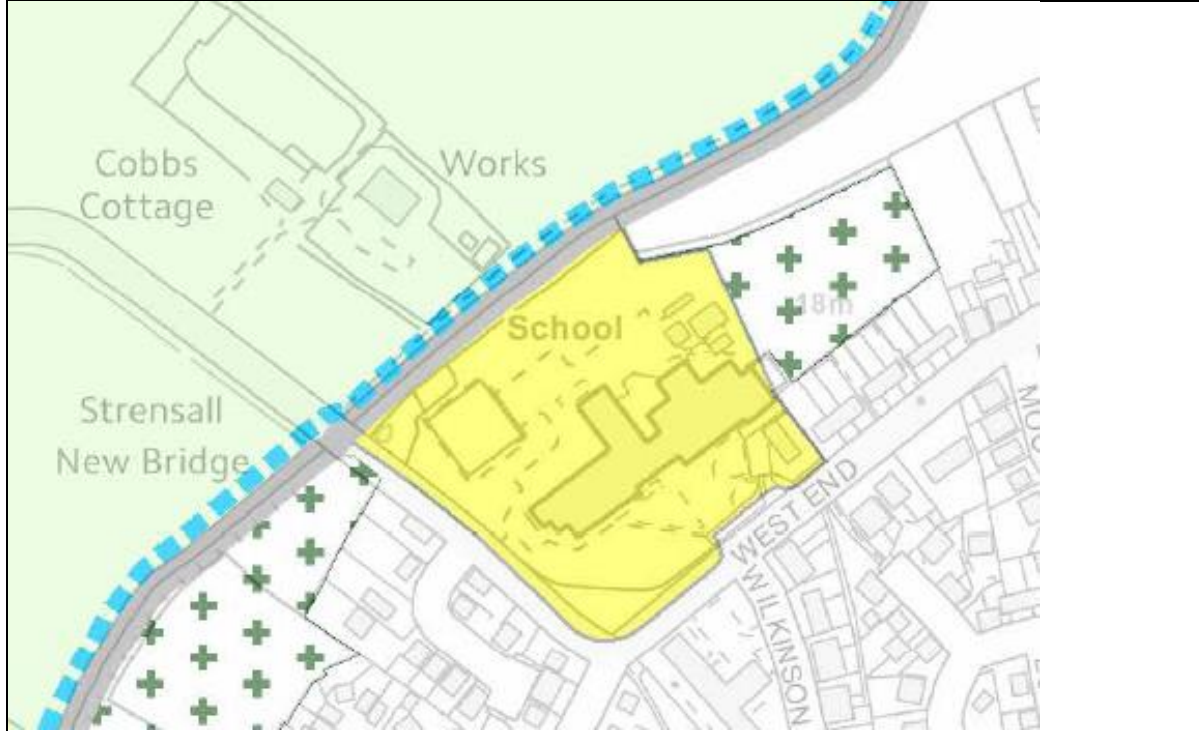 Cobbs
Cottage
Works
School
18m
Strensall
New Bridge
WEST END
WILKINSON